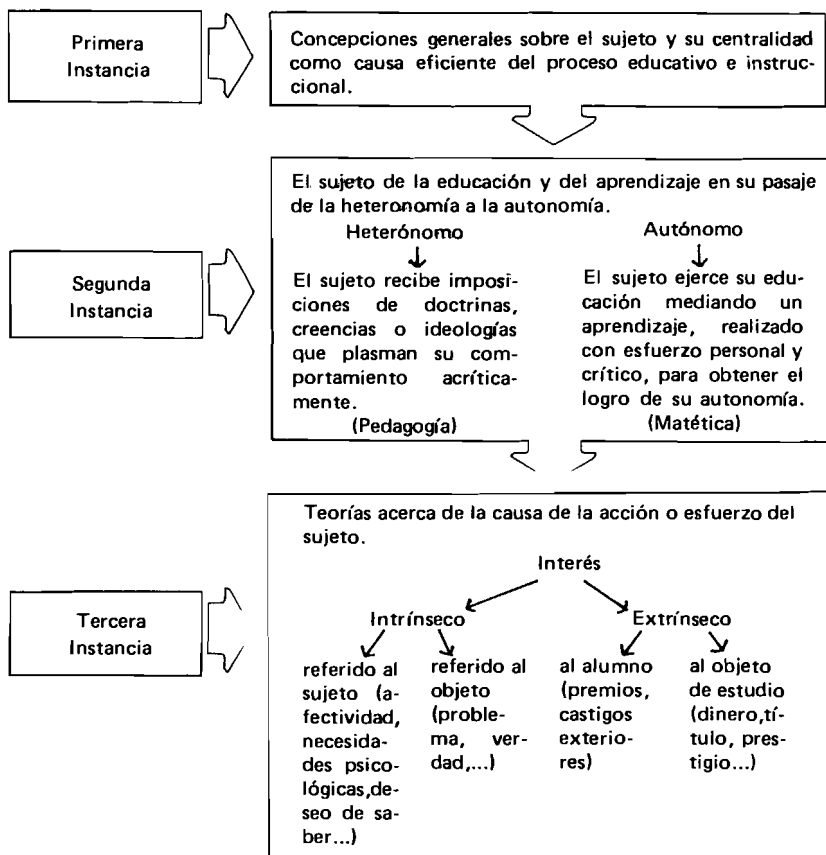 Primera
Instancia
Concepciones generales sobre el sujeto y su centralidad
como causa eficiente del proceso educativo e instruc-
cional.
Segunda
Instancia
El sujeto de la educación y del aprendizaje en su pasaje
de la heteronomía a la autonomía.
Heterónomo
El sujeto recibe imposi-
ciones de doctrinas,
creencias o ideologías
que plasman su com-
portamiento acrítica-
mente.
(Pedagogía)
Autónomo
El sujeto ejerce su edu-
cación mediando un
aprendizaje, realizado
con esfuerzo personal y
crítico, para obtener el
logro de su autonomía.
(Matética)
Tercera
Instancia
Teorías acerca de la causa de la acción o esfuerzo del
sujeto.
Interés
Intrínseco
Extrínseco
referido al
sujeto (a-
fectividad,
necesida-
des psico-
lógicas,de-
seo de sa-
ber...)
referido al
objeto
(proble-
ma, ver-
dad,...)
al alumno
(premios,
castigos
exterio-
res)
al objeto
de estudio
(dinero,tí-
tulo, pres-
tigio...)